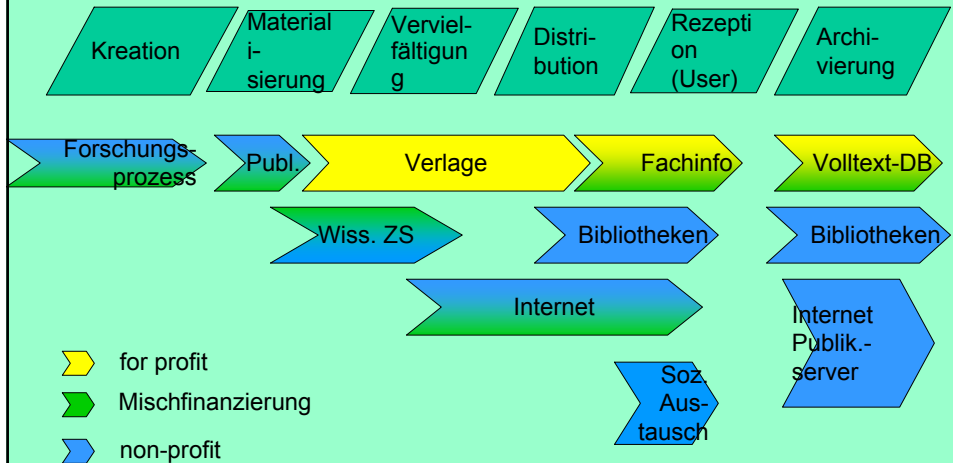 Kreation
Material
i-
sierung
Verviel-
fältigun
g
Distri-
bution
Rezepti
on
(User)
Archi-
vierung
Forschungs-
prozess
Publ.
Verlage
Fachinfo
Volltext-DB
Wiss. ZS
Bibliotheken
Bibliotheken
Internet
Internet
Publik.-
server
Soz.
Aus-
tausch
for profit
Mischfinanzierung
non-profit